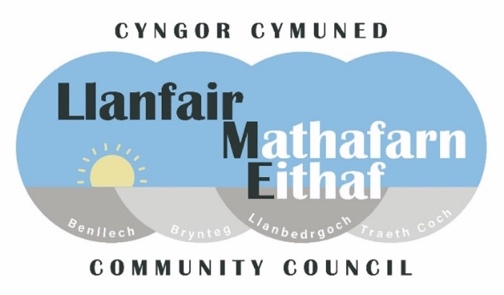 CYNGOR CYMUNED
Llanfair
Mathafarn
Eithaf
Benllech Brynteg Llanbedrgoch Traeth Coch
COMMUNITY COUNCIL